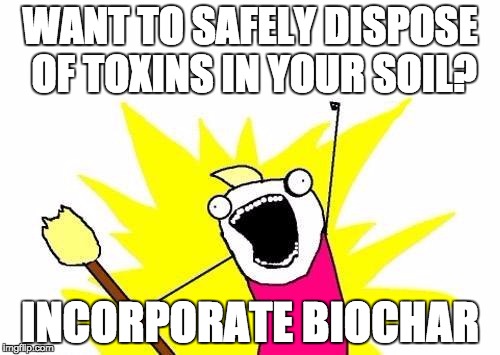 WANT TO SAFELY DISPOSE
OF TOXINS IN YOUR SOIL?
INCORPORATE BIOCHAR
imgflip.com